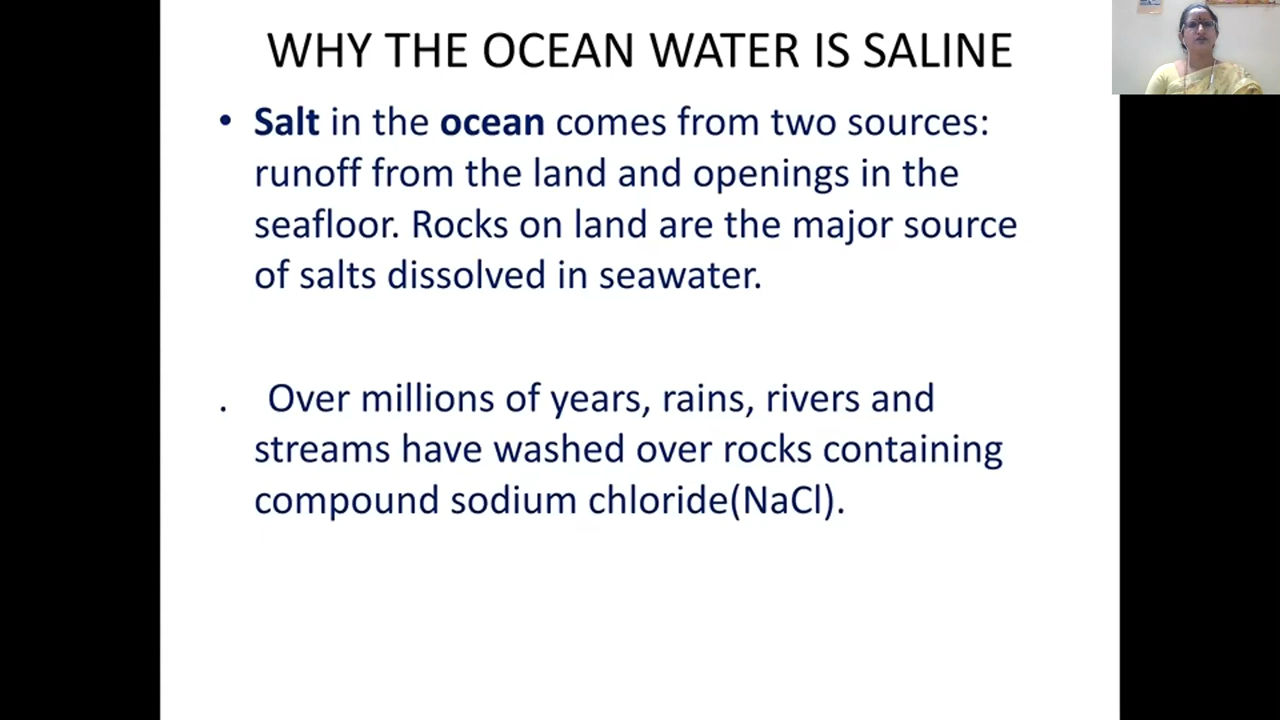 WHY THE OCEAN WATER IS SALINE
• Salt in the ocean comes from two sources:
runoff from the land and openings in the
seafloor. Rocks on land are the major source
of salts dissolved in seawater.
. Over millions of years, rains, rivers and
streams have washed over rocks containing
compound sodium chloride(NaCl).